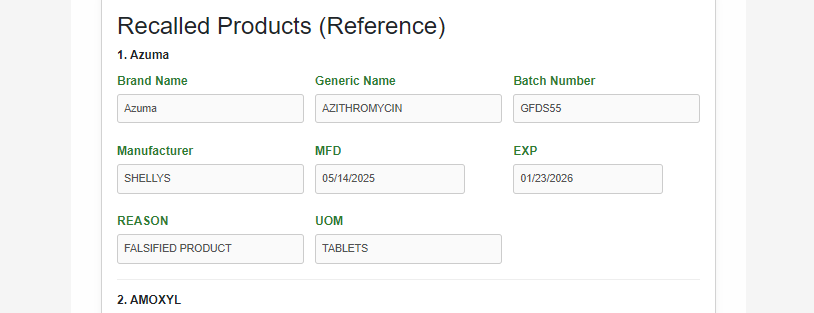 Recalled Products (Reference)
1. Azuma
Brand Name Generic Name Batch Number
Azuma AZITHROMYCIN GFDS55
Manufacturer MFD EXP
SHELLYS 05/14/2025 01/23/2026
REASON UOM
FALSIFIED PRODUCT TABLETS
2. AMOXYL